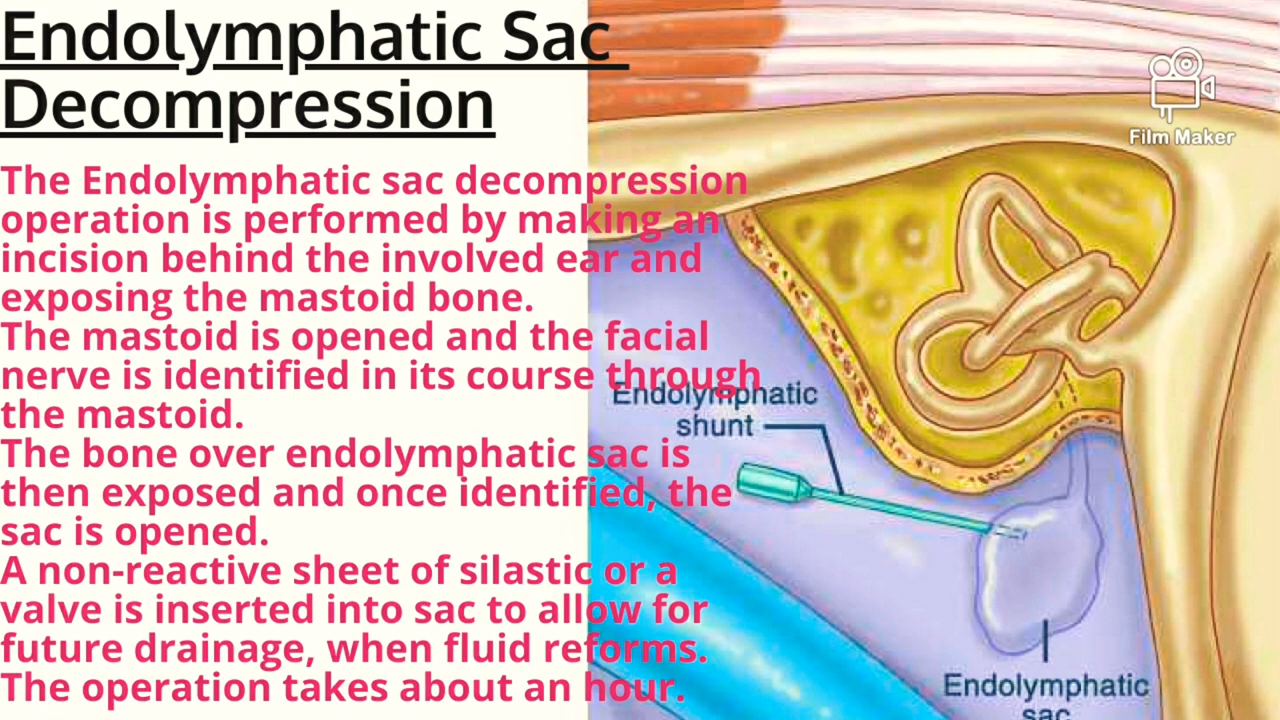 Endolymphatic Sac
Decompression
The Endolymphatic sac decompression
operation is performed by making an
incision behind the involved ear and
exposing the mastoid bone.
The mastoid is opened and the facial
nerve is identified in its course through
the mastoid.
The bone over endolymphatic sac is
then exposed and once identified, the
sac is opened.
A non-reactive sheet of silastic or a
valve is inserted into sac to allow for
future drainage, when fluid reforms.
The operation takes about an hour.
Film Maker
Endolymphatic
shunt
Endolymphatic
sac